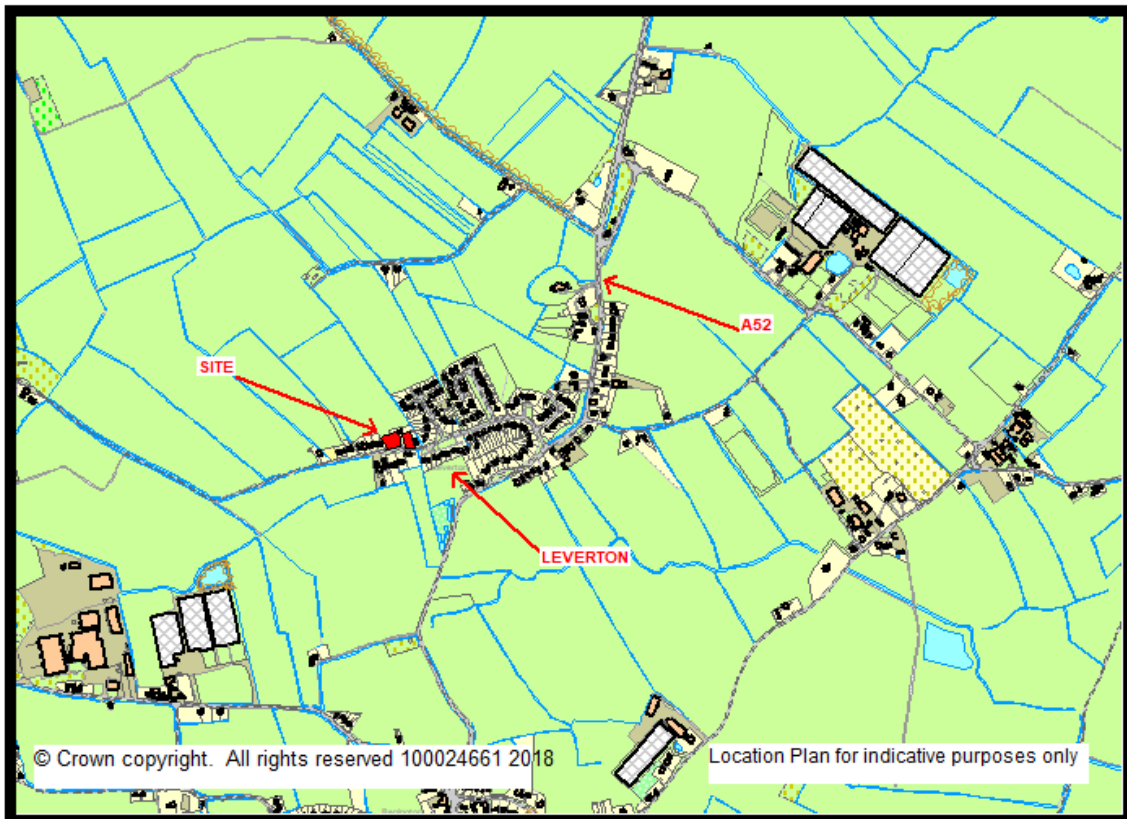 A52
SITE
LEVERTON
© Crown copyright. All rights reserved 100024661 2018
Location Plan for indicative purposes only